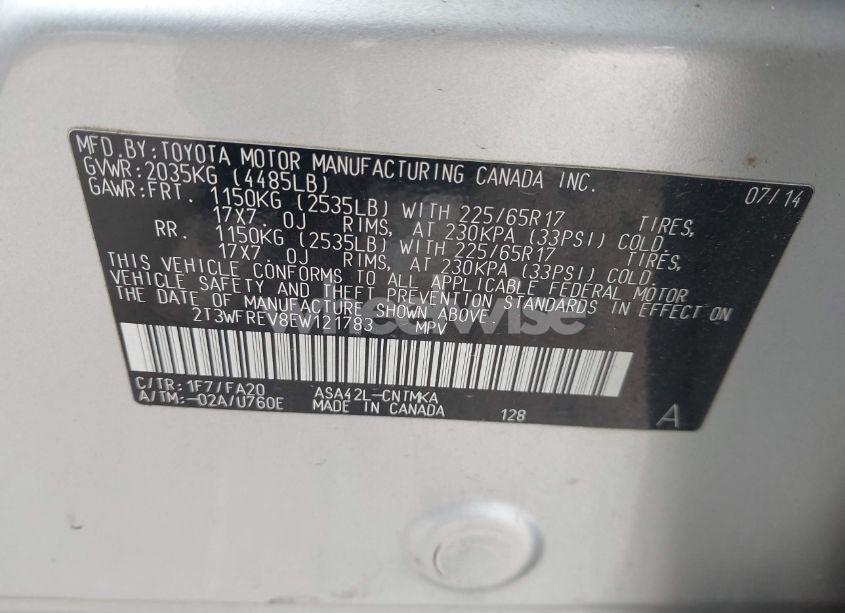 MFD. BY: TOYOTA MOTOR MANUFACTURING CANADA INC.
07/14
GVWR: 2035KG (4485LB)
GAWR: FRT. 1150KG (2535LB) WITH 225/65R17 TIRES,
17X7 0J RIMS, AT 230KPA (33PSI) COLD
RR. 1150KG (2535LB) WITH 225/65R17 TIRES,
17X7 0J RIMS, AT 230KPA (33PSI) COLD
THIS VEHICLE CONFORMS TO ALL APPLICABLE FEDERAL MOTOR
VEHICLE SAFETY AND THEFT PREVENTION STANDARDS IN EFFECT ON
THE DATE OF MANUFACTURE SHOWN ABOVE.
2T3WFREV8EW121783 MPV
wheelwise
C/TR: 1F7/FA20 ASA42L-CNTMKA
A/TM: -02A/U760E MADE IN CANADA 128 A